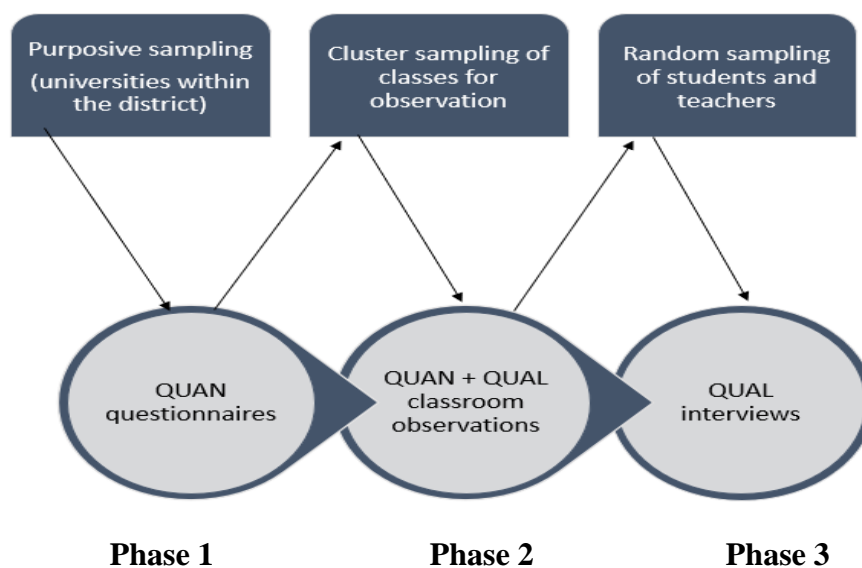 Purposive sampling
(universities within
the district)
Cluster sampling of
classes for
observation
Random sampling
of students and
teachers
QUAN
questionnaires
QUAN + QUAL
classroom
observations
QUAL
interviews
Phase 1
Phase 2
Phase 3